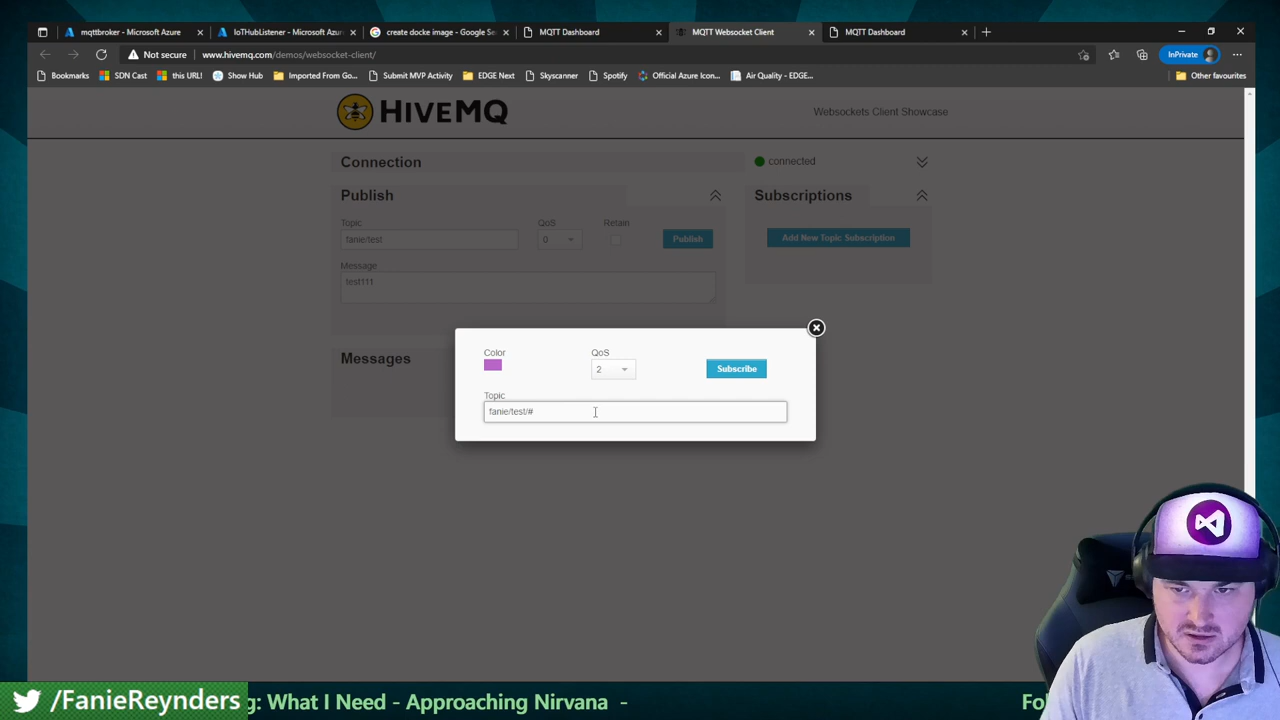 mqttbroker - Microsoft Azure
IoTHubListener - Microsoft Azu
create docke image - Google Se
MQTT Dashboard
MQTT Websocket Client
MQTT Dashboard
Not secure | www.hivemq.com/demos/websocket-client/
InPrivate
Bookmarks
SDN Cast
this URL!
Show Hub
Imported From Go...
Submit MVP Activity
EDGE Next
Skyscanner
Spotify
Official Azure Icon...
Air Quality - EDGE...
Other favourites
HIVEMQ
Websockets Client Showcase
Connection
connected
Publish
Subscriptions
Topic
QoS
Retain
fanie/test
0
Publish
Add New Topic Subscription
Message
test111
Messages
Color
QoS
2
Subscribe
Topic
fanie/test/#
/FanieReynders
g: What I Need - Approaching Nirvana -
Fo